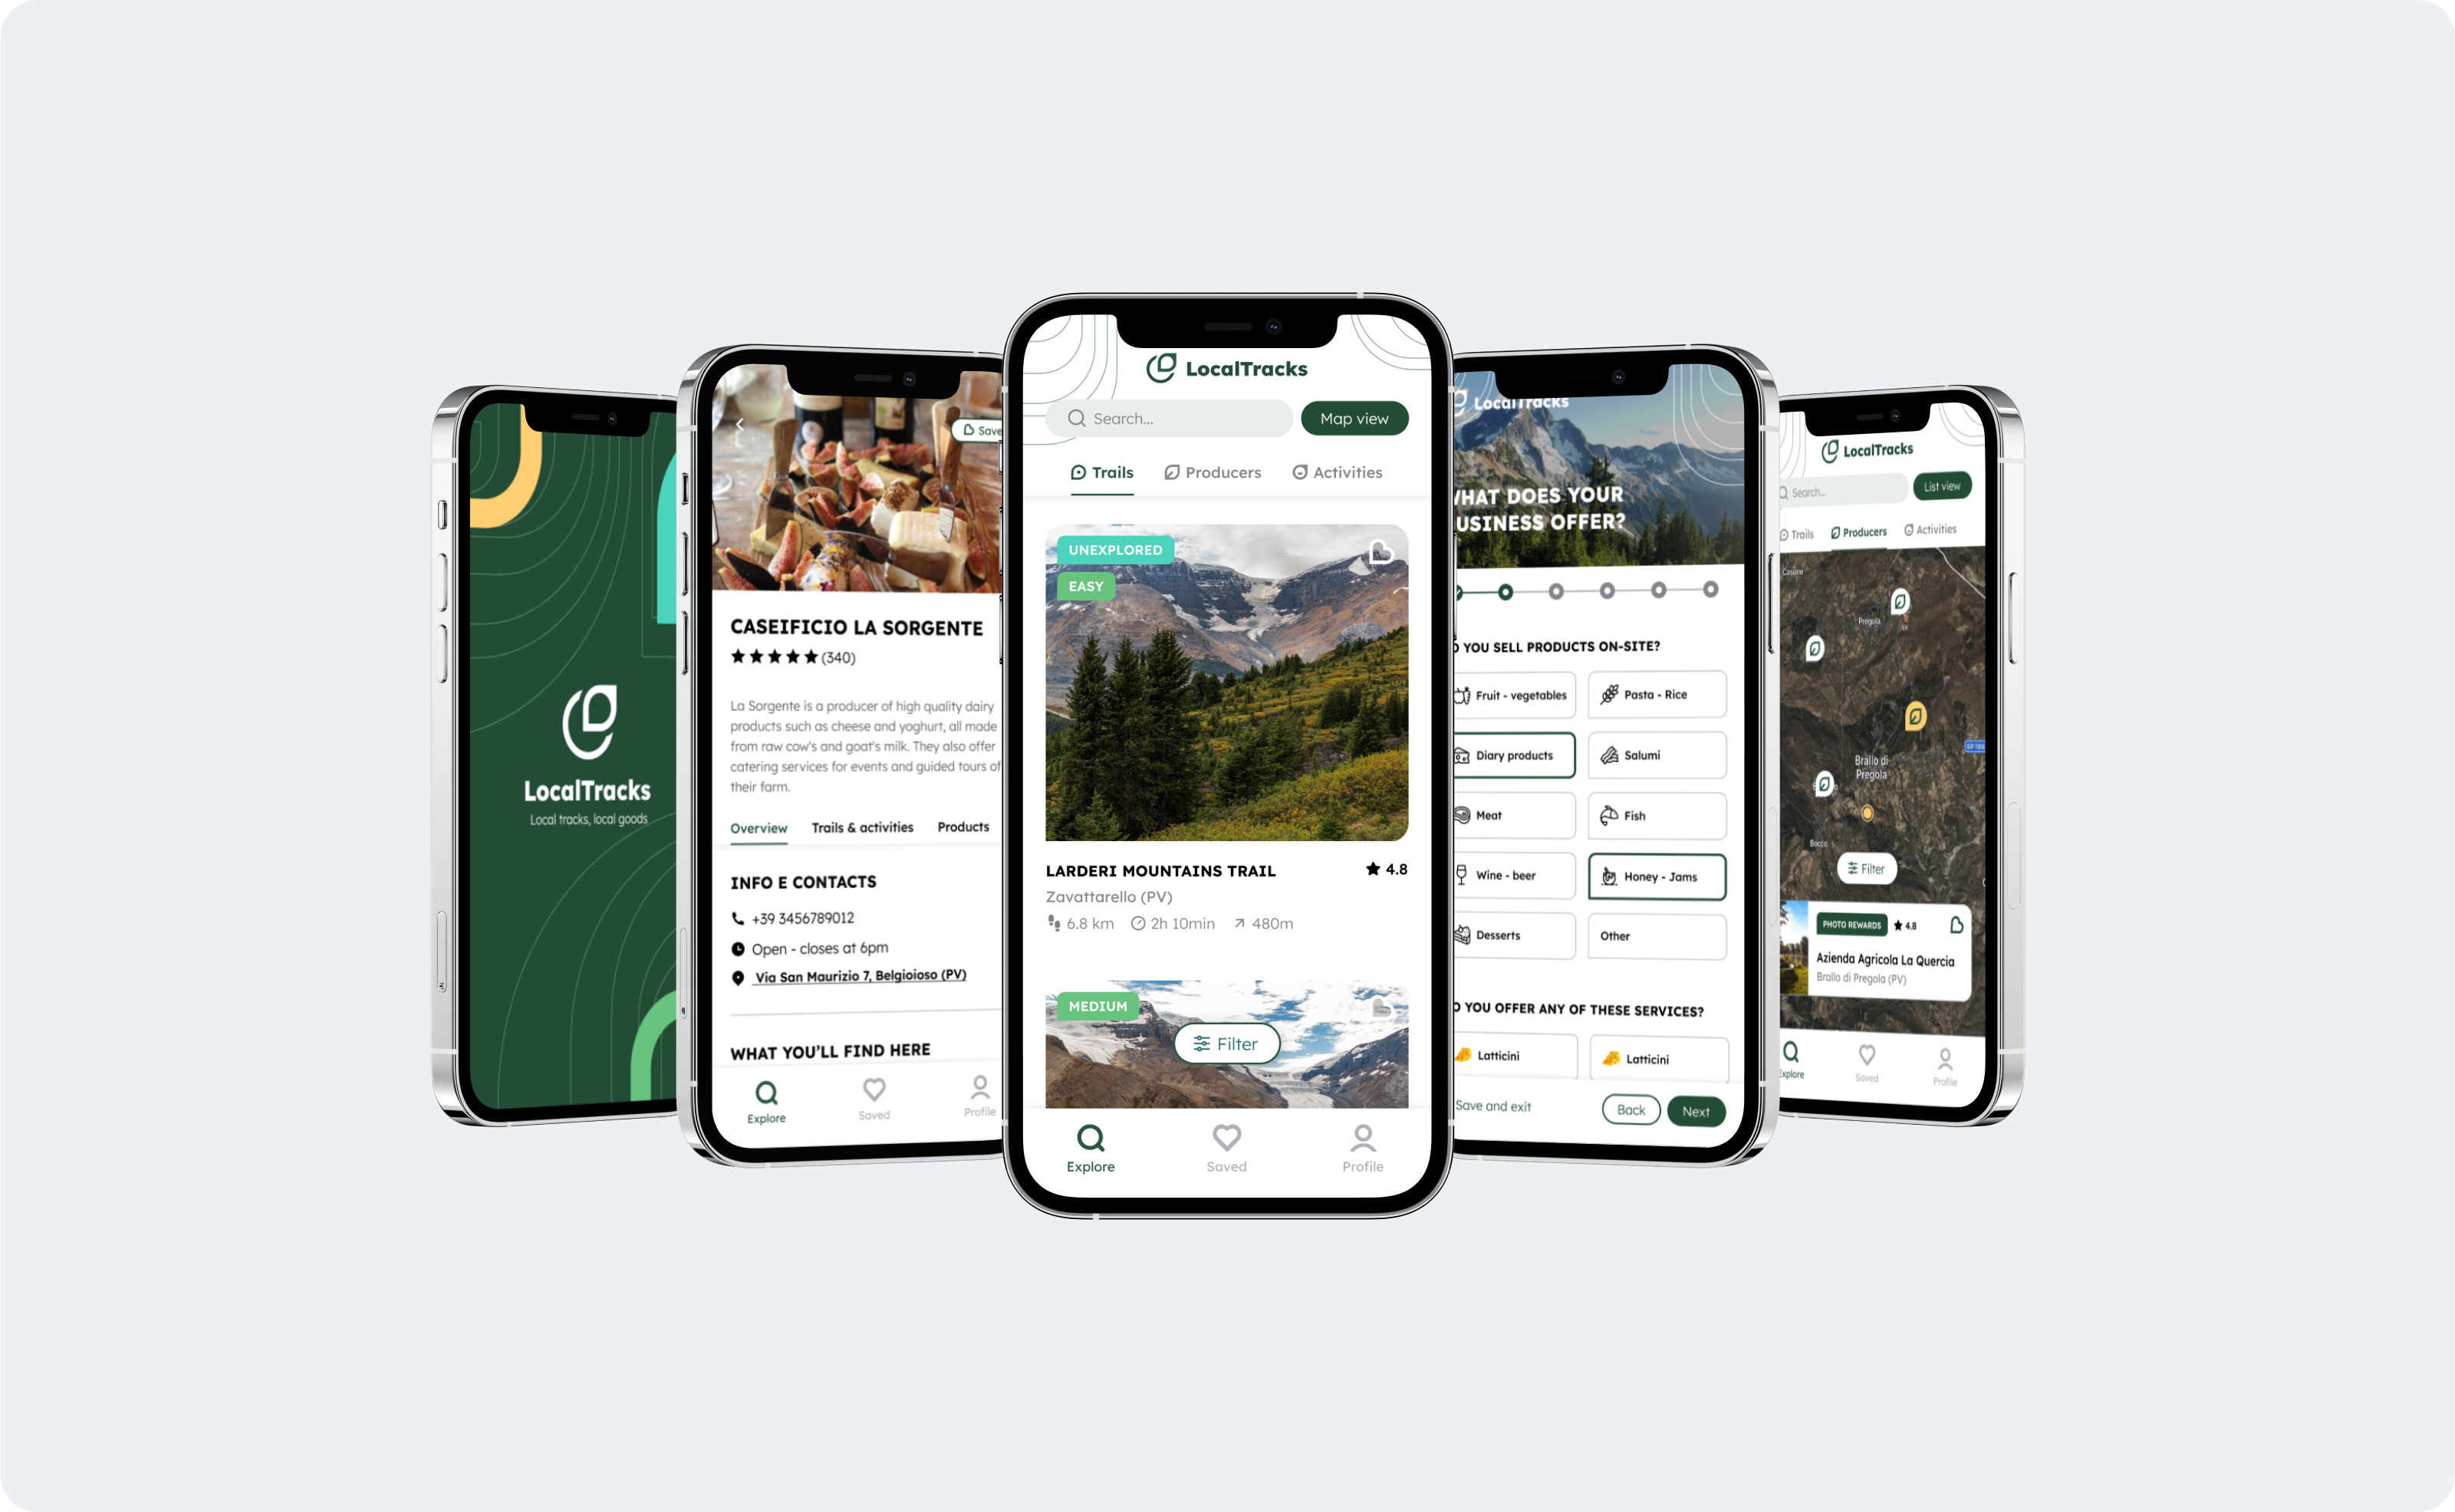 LocalTracks
Local tracks, local goods
Save
CASEIFICIO LA SORGENTE
(340)
La Sorgente is a producer of high quality dairy
products such as cheese and yoghurt, all made
from raw cow's and goat's milk. They also offer
catering services for events and guided tours of
their farm.
Overview Trails & activities Products
INFO E CONTACTS
+39 3456789012
Open - closes at 6pm
Via San Maurizio 7, Belgioioso (PV)
WHAT YOU'LL FIND HERE
Explore Saved Profile
LocalTracks
Search... Map view
Trails Producers Activities
UNEXPLORED
EASY
LARDERI MOUNTAINS TRAIL 4.8
Zavattarello (PV)
6.8 km 2h 10min 480m
MEDIUM
Filter
Explore Saved Profile
LocalTracks
WHAT DOES YOUR
BUSINESS OFFER?
DO YOU SELL PRODUCTS ON-SITE?
Fruit - vegetables Pasta - Rice
Diary products Salumi
Meat Fish
Wine - beer Honey - Jams
Desserts Other
DO YOU OFFER ANY OF THESE SERVICES?
Latticini Latticini
Save and exit Back Next
LocalTracks
Search... List view
Trails Producers Activities
Casone
Pregola
SP 186
Brallo di
Pregola
Bocco
Filter
PHOTO REWARDS 4.8
Azienda Agricola La Quercia
Brallo di Pregola (PV)
Explore Saved Profile